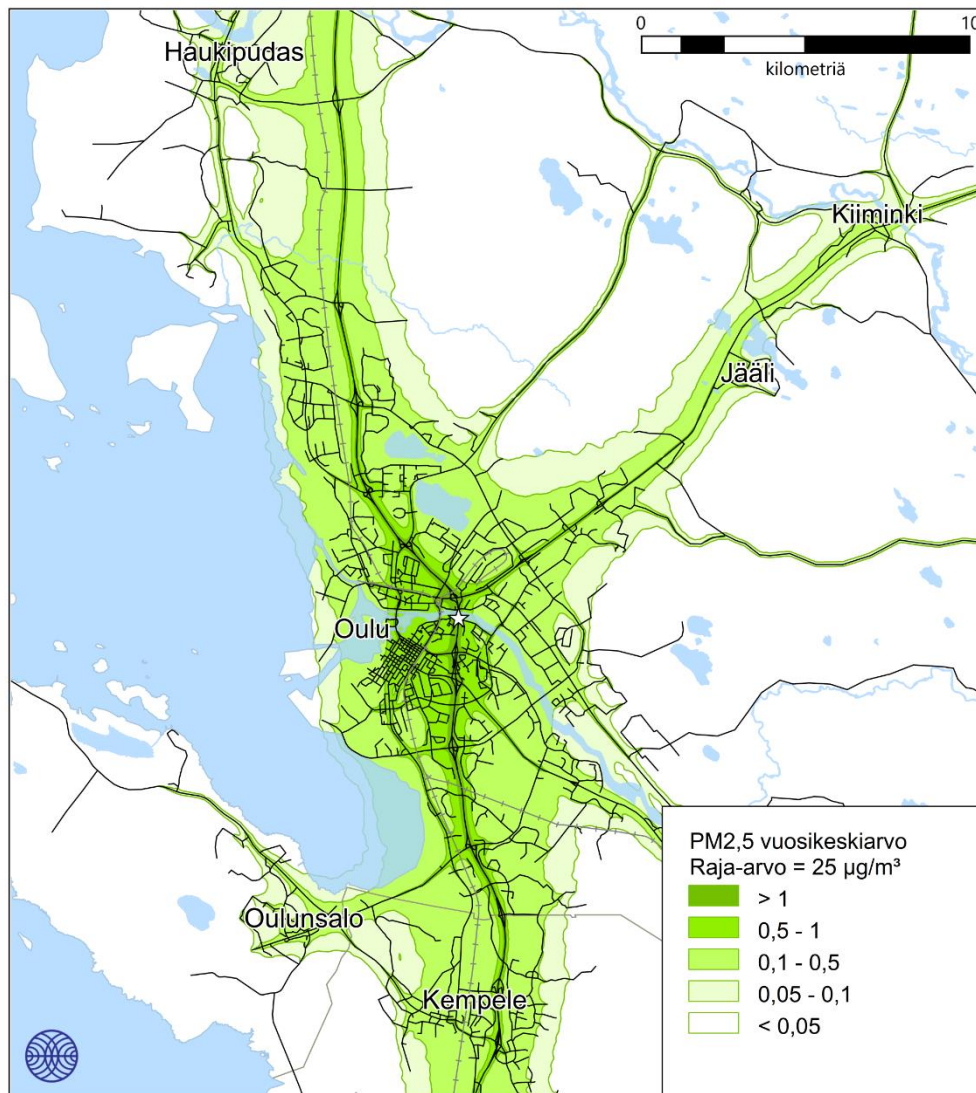 0 10
kilometriä
Haukipudas
Kiiminki
Jääli
Oulu
Oulunsalo
Kempele
PM2,5 vuosikeskiarvo
Raja-arvo = 25 µg/m³
> 1
0,5 - 1
0,1 - 0,5
0,05 - 0,1
< 0,05